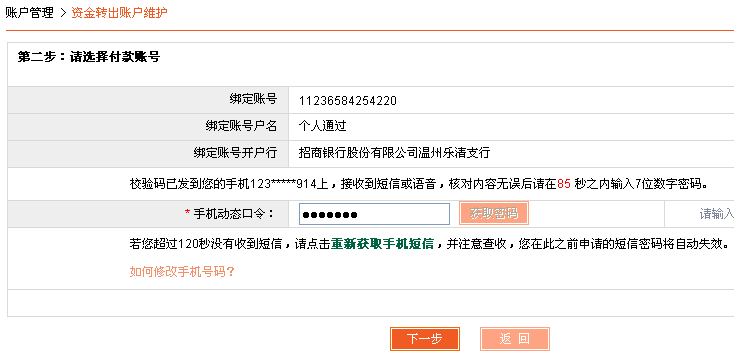 账户管理 > 资金转出账户维护
第二步：请选择付款账号
绑定账号 11236584254220
绑定账号户名 个人通过
绑定账号开户行 招商银行股份有限公司温州乐清支行
校验码已发到您的手机123*****914上，接收到短信或语音，核对内容无误后请在85 秒之内输入7位数字密码。
* 手机动态口令： ●●●●●●● 获取密码 请输入
若您超过120秒没有收到短信，请点击重新获取手机短信，并注意查收，您在此之前申请的短信密码将自动失效。
如何修改手机号码？
下一步 返 回